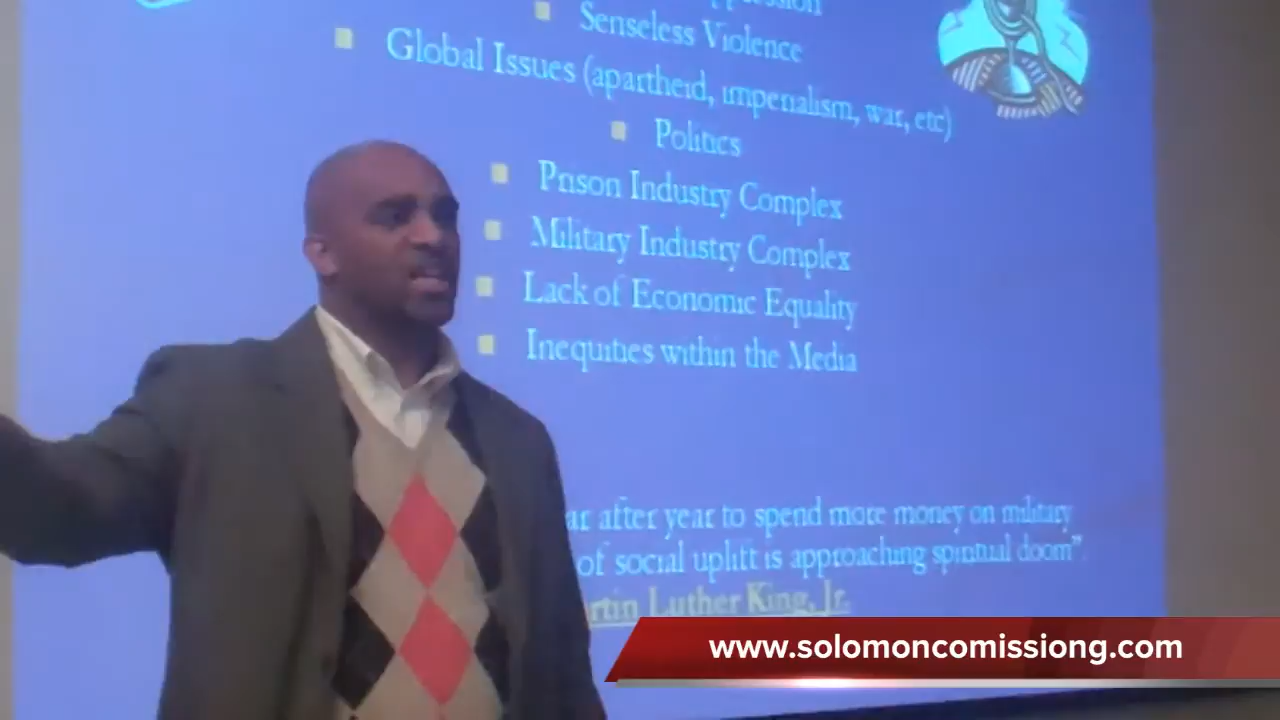 Senseless Violence
Global Issues (apartheid, imperialism, war, etc)
Politics
Prison Industry Complex
Military Industry Complex
Lack of Economic Equality
Inequities within the Media
after year to spend more money on military
of social uplift is approaching spiritual doom”
Luther King, Jr.
www.solomoncomissiong.com